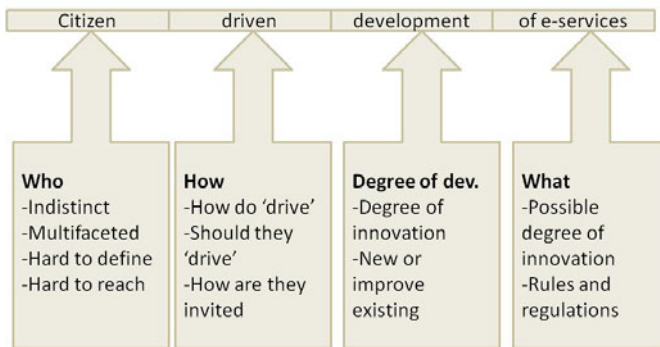 Citizen driven development of e-services
Who
-Indistinct
-Multifaceted
-Hard to define
-Hard to reach
How
-How do ‘drive’
-Should they
‘drive’
-How are they
invited
Degree of dev.
-Degree of
innovation
-New or
improve
existing
What
-Possible
degree of
innovation
-Rules and
regulations